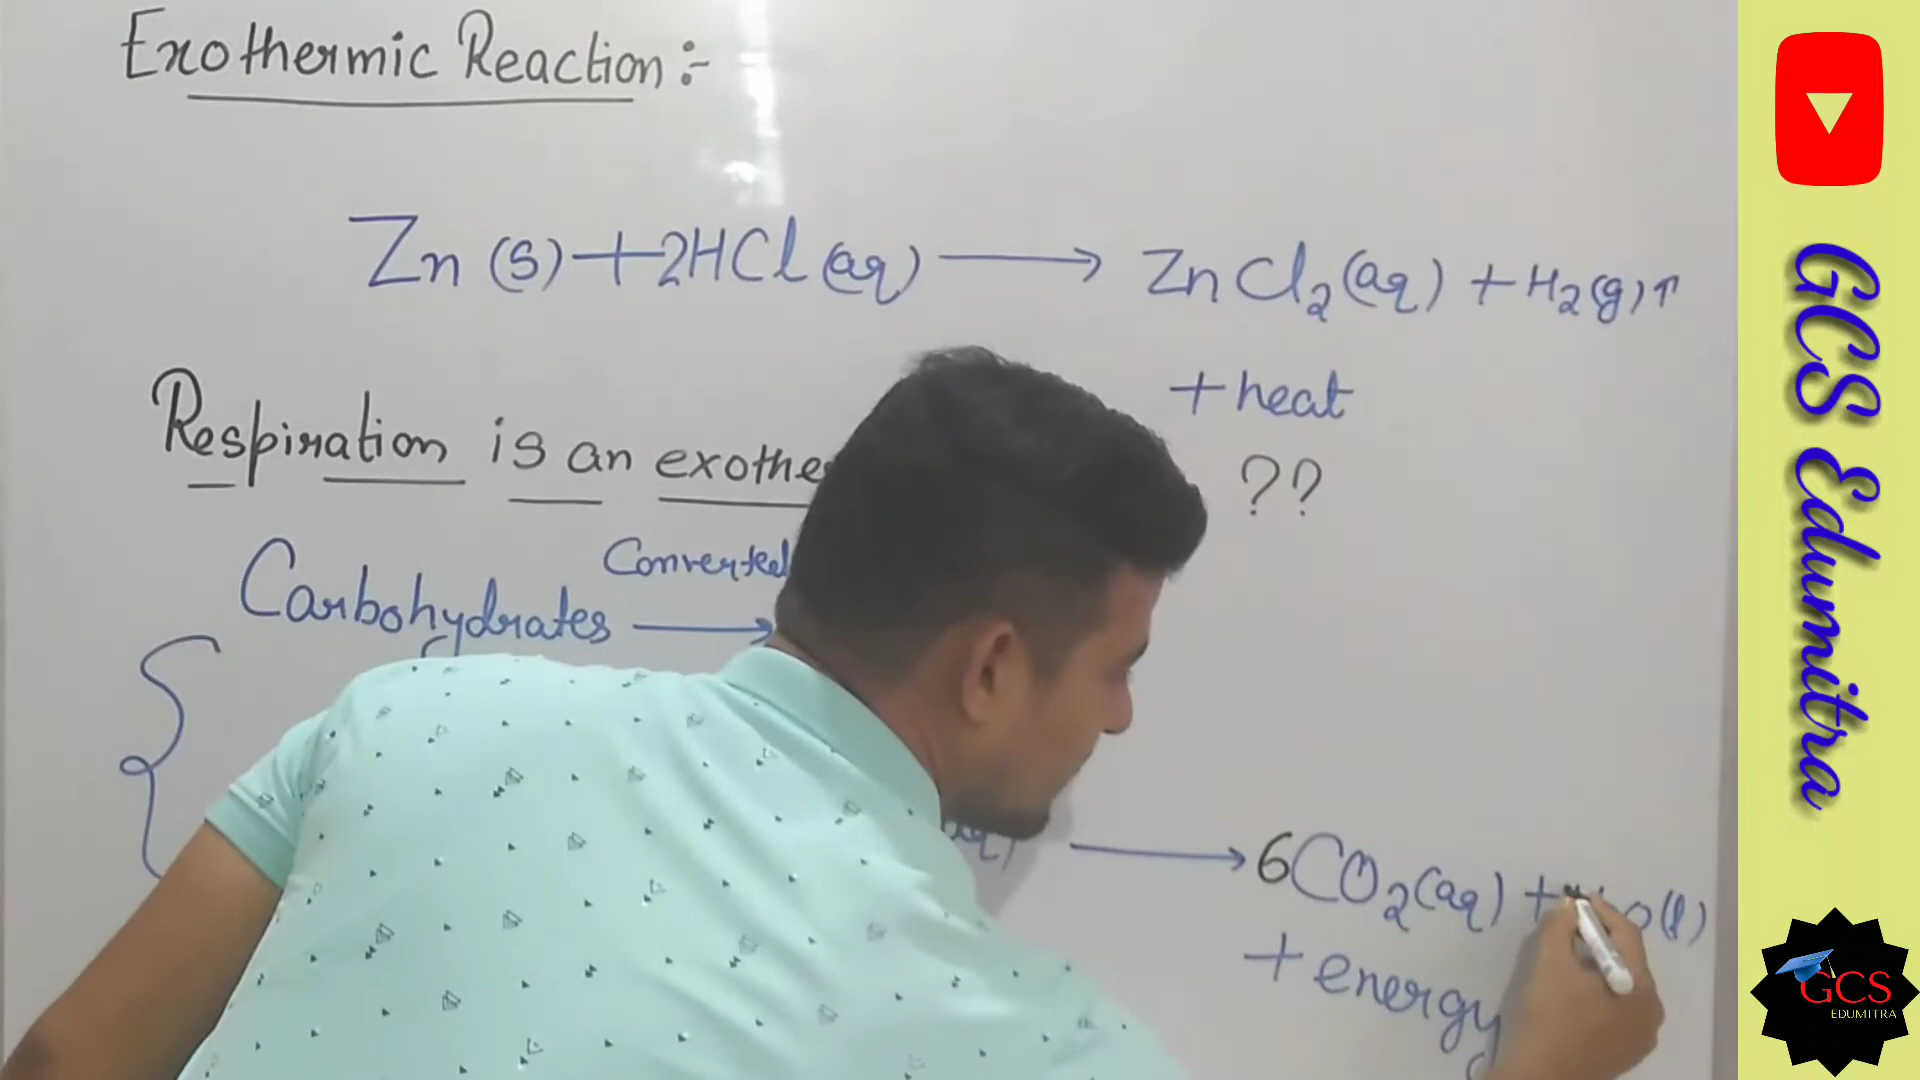 Exothermic Reaction :-
Zn (s) + 2HCl (aq) ⟶ ZnCl₂ (aq) + H₂(g)↑
+ heat
Respiration is an exothe
??
Converted
Carbohydrates ⟶
⟶ 6CO₂(aq) + (l)
+ energy
GCS Edumitra
GCS
EDUMITRA